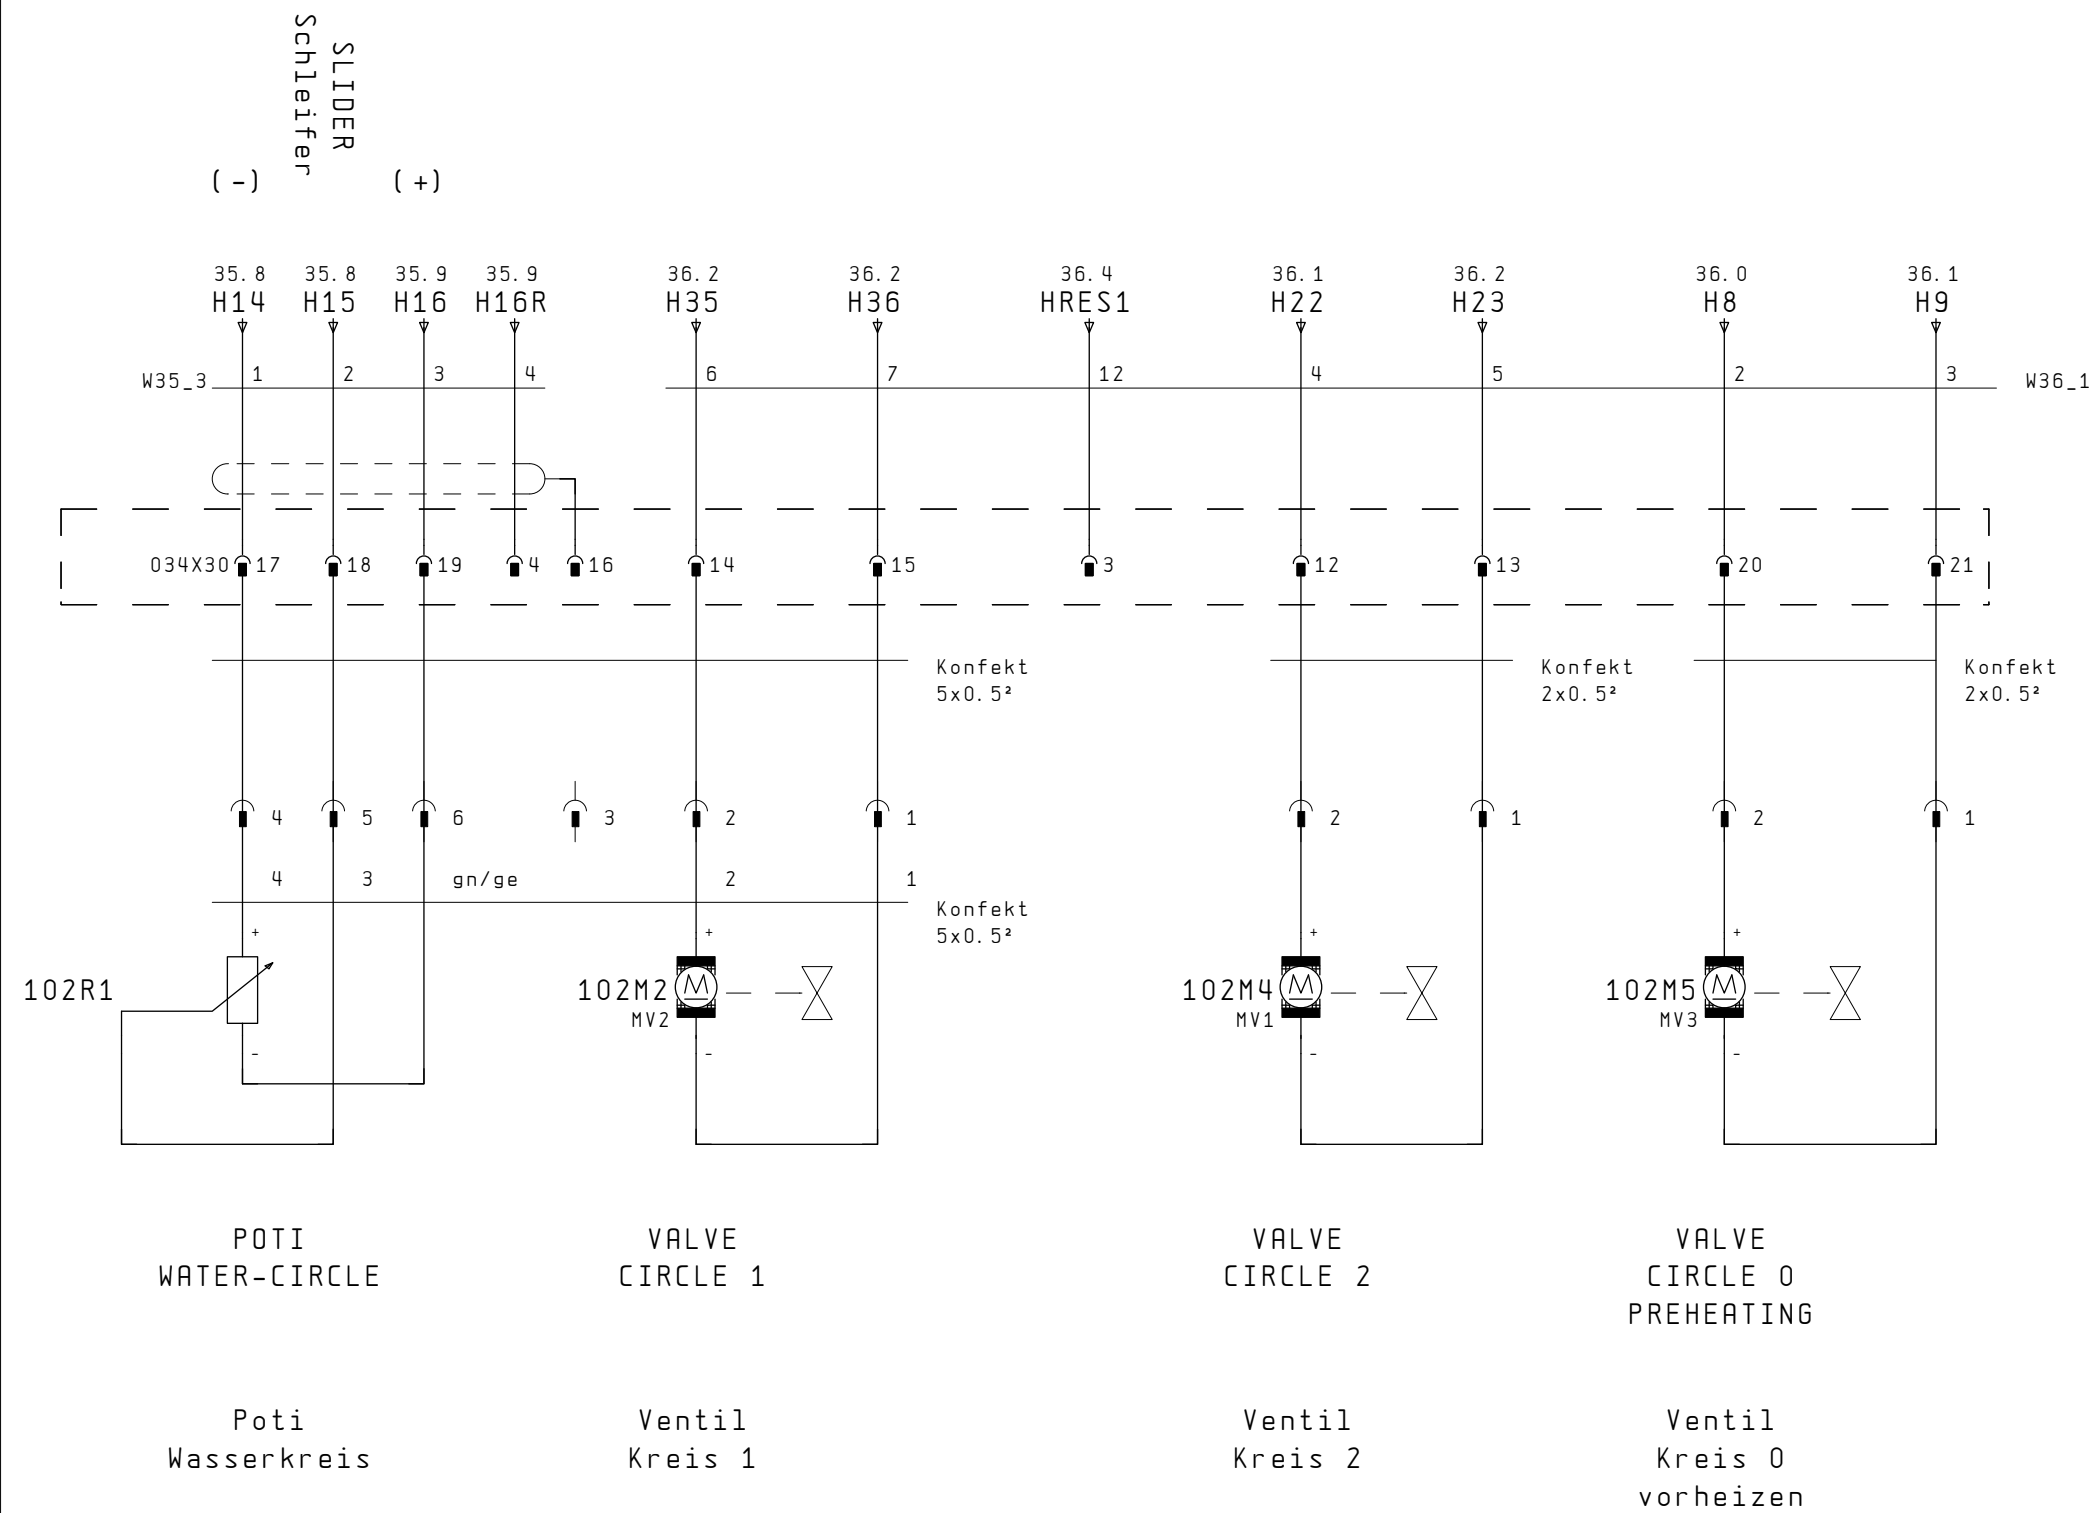 SLIDER
Schleifer
(-) (+)
35.8 35.8 35.9 35.9 36.2 36.2 36.4 36.1 36.2 36.0 36.1
H14 H15 H16 H16R H35 H36 HRES1 H22 H23 H8 H9
W35_3 1 2 3 4 6 7 12 4 5 2 3 W36_1
034X30 17 18 19 4 16 14 15 3 12 13 20 21
Konfekt Konfekt Konfekt
5x0.5² 2x0.5² 2x0.5²
4 5 6 3 2 1 2 1 2 1
4 3 gn/ge 2 1
Konfekt
5x0.5²
+ + + +
102R1 102M2 M 102M4 M 102M5 M
MV2 MV1 MV3
- - - -
POTI VALVE VALVE VALVE
WATER-CIRCLE CIRCLE 1 CIRCLE 2 CIRCLE 0
PREHEATING
Poti Ventil Ventil Ventil
Wasserkreis Kreis 1 Kreis 2 Kreis 0
vorheizen